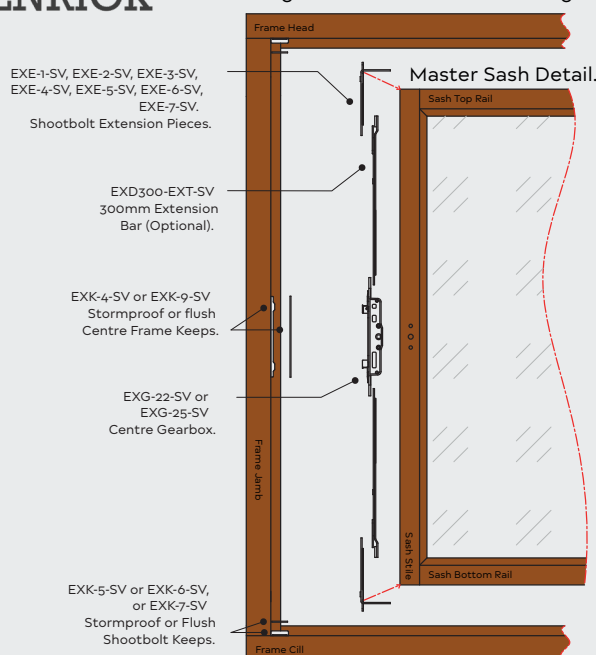 Frame Head
Master Sash Detail.
EXE-1-SV, EXE-2-SV, EXE-3-SV,
EXE-4-SV, EXE-5-SV, EXE-6-SV,
EXE-7-SV.
Shootbolt Extension Pieces.
Sash Top Rail
EXD300-EXT-SV
300mm Extension
Bar (Optional).
EXK-4-SV or EXK-9-SV
Stormproof or flush
Centre Frame Keeps.
EXG-22-SV or
EXG-25-SV
Centre Gearbox.
Frame Jamb
Sash Stile
Sash Bottom Rail
EXK-5-SV or EXK-6-SV,
or EXK-7-SV
Stormproof or Flush
Shootbolt Keeps.
Frame Cill